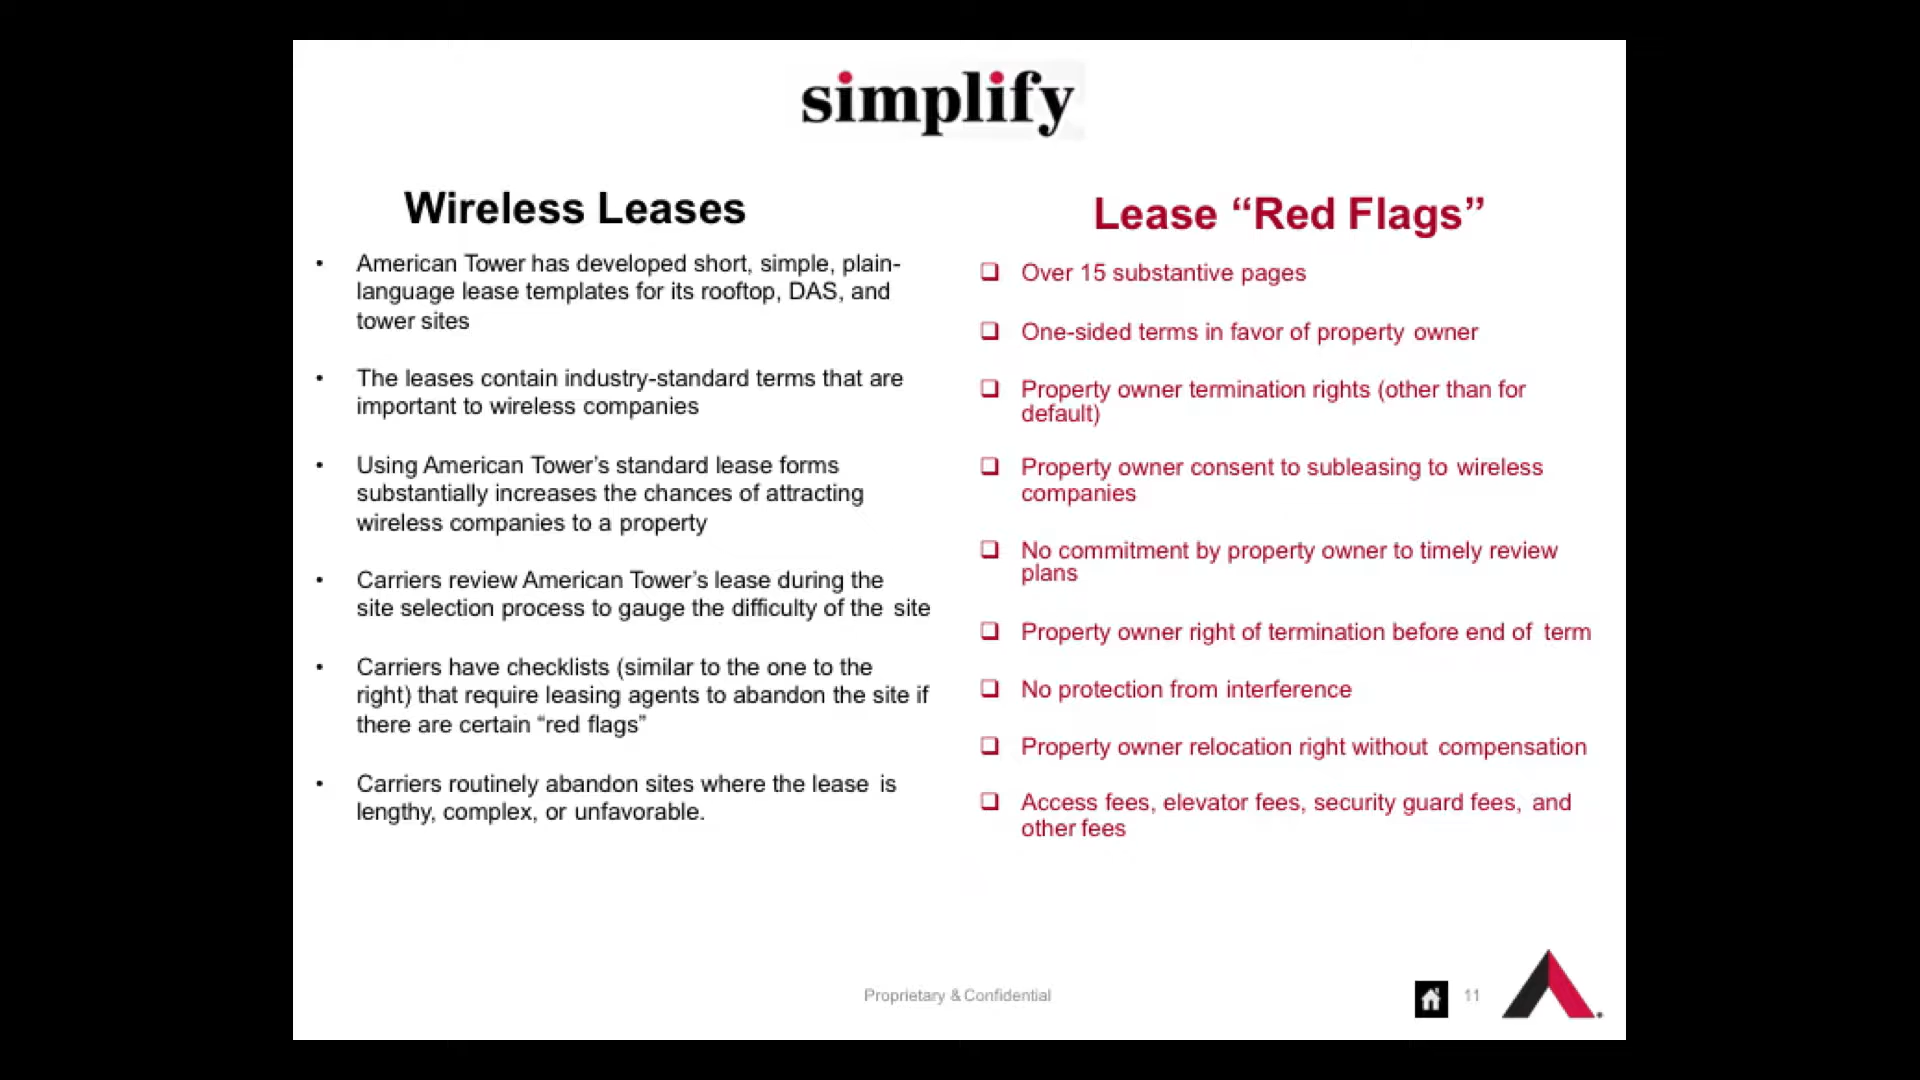 simplify
Wireless Leases
• American Tower has developed short, simple, plain-
language lease templates for its rooftop, DAS, and
tower sites
• The leases contain industry-standard terms that are
important to wireless companies
• Using American Tower’s standard lease forms
substantially increases the chances of attracting
wireless companies to a property
• Carriers review American Tower’s lease during the
site selection process to gauge the difficulty of the site
• Carriers have checklists (similar to the one to the
right) that require leasing agents to abandon the site if
there are certain “red flags”
• Carriers routinely abandon sites where the lease is
lengthy, complex, or unfavorable.
Lease “Red Flags”
❑ Over 15 substantive pages
❑ One-sided terms in favor of property owner
❑ Property owner termination rights (other than for
default)
❑ Property owner consent to subleasing to wireless
companies
❑ No commitment by property owner to timely review
plans
❑ Property owner right of termination before end of term
❑ No protection from interference
❑ Property owner relocation right without compensation
❑ Access fees, elevator fees, security guard fees, and
other fees
Proprietary & Confidential
11